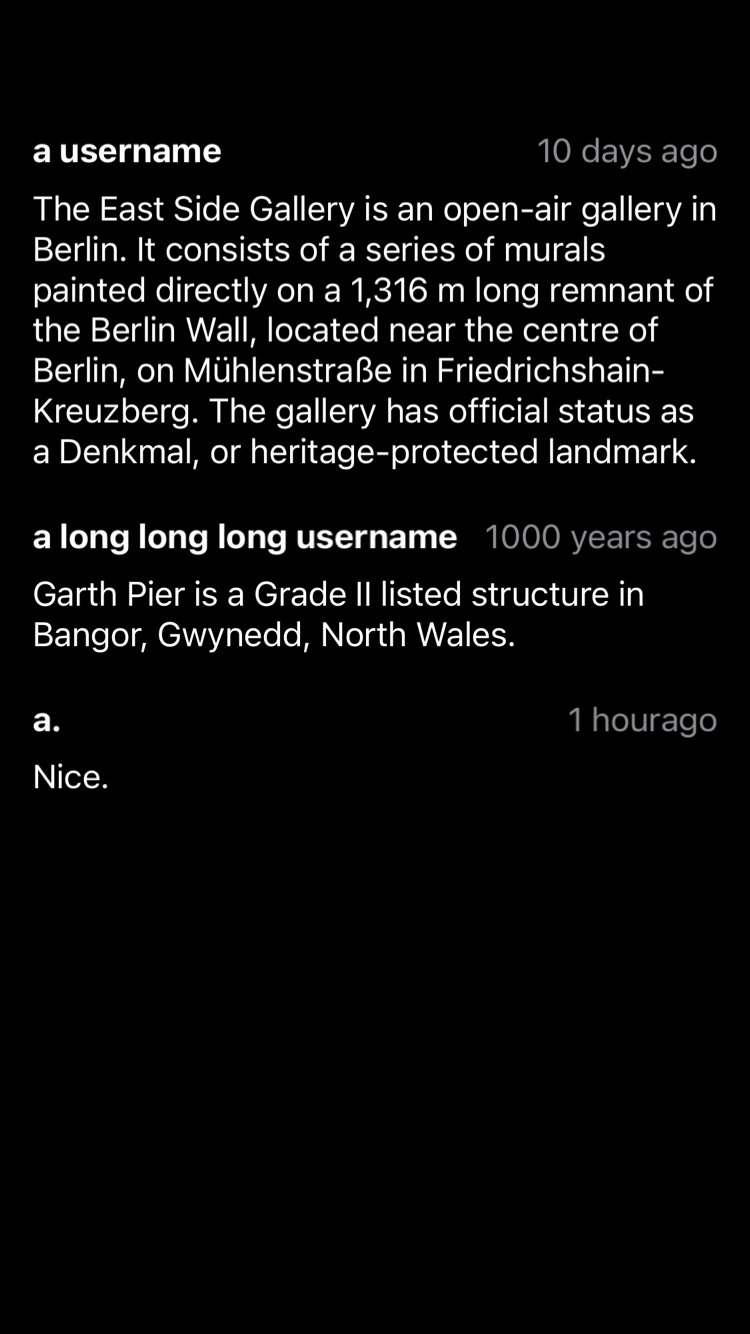 a username 10 days ago
The East Side Gallery is an open-air gallery in
Berlin. It consists of a series of murals
painted directly on a 1,316 m long remnant of
the Berlin Wall, located near the centre of
Berlin, on Mühlenstraße in Friedrichshain-
Kreuzberg. The gallery has official status as
a Denkmal, or heritage-protected landmark.
a long long long username 1000 years ago
Garth Pier is a Grade II listed structure in
Bangor, Gwynedd, North Wales.
a. 1 hourago
Nice.